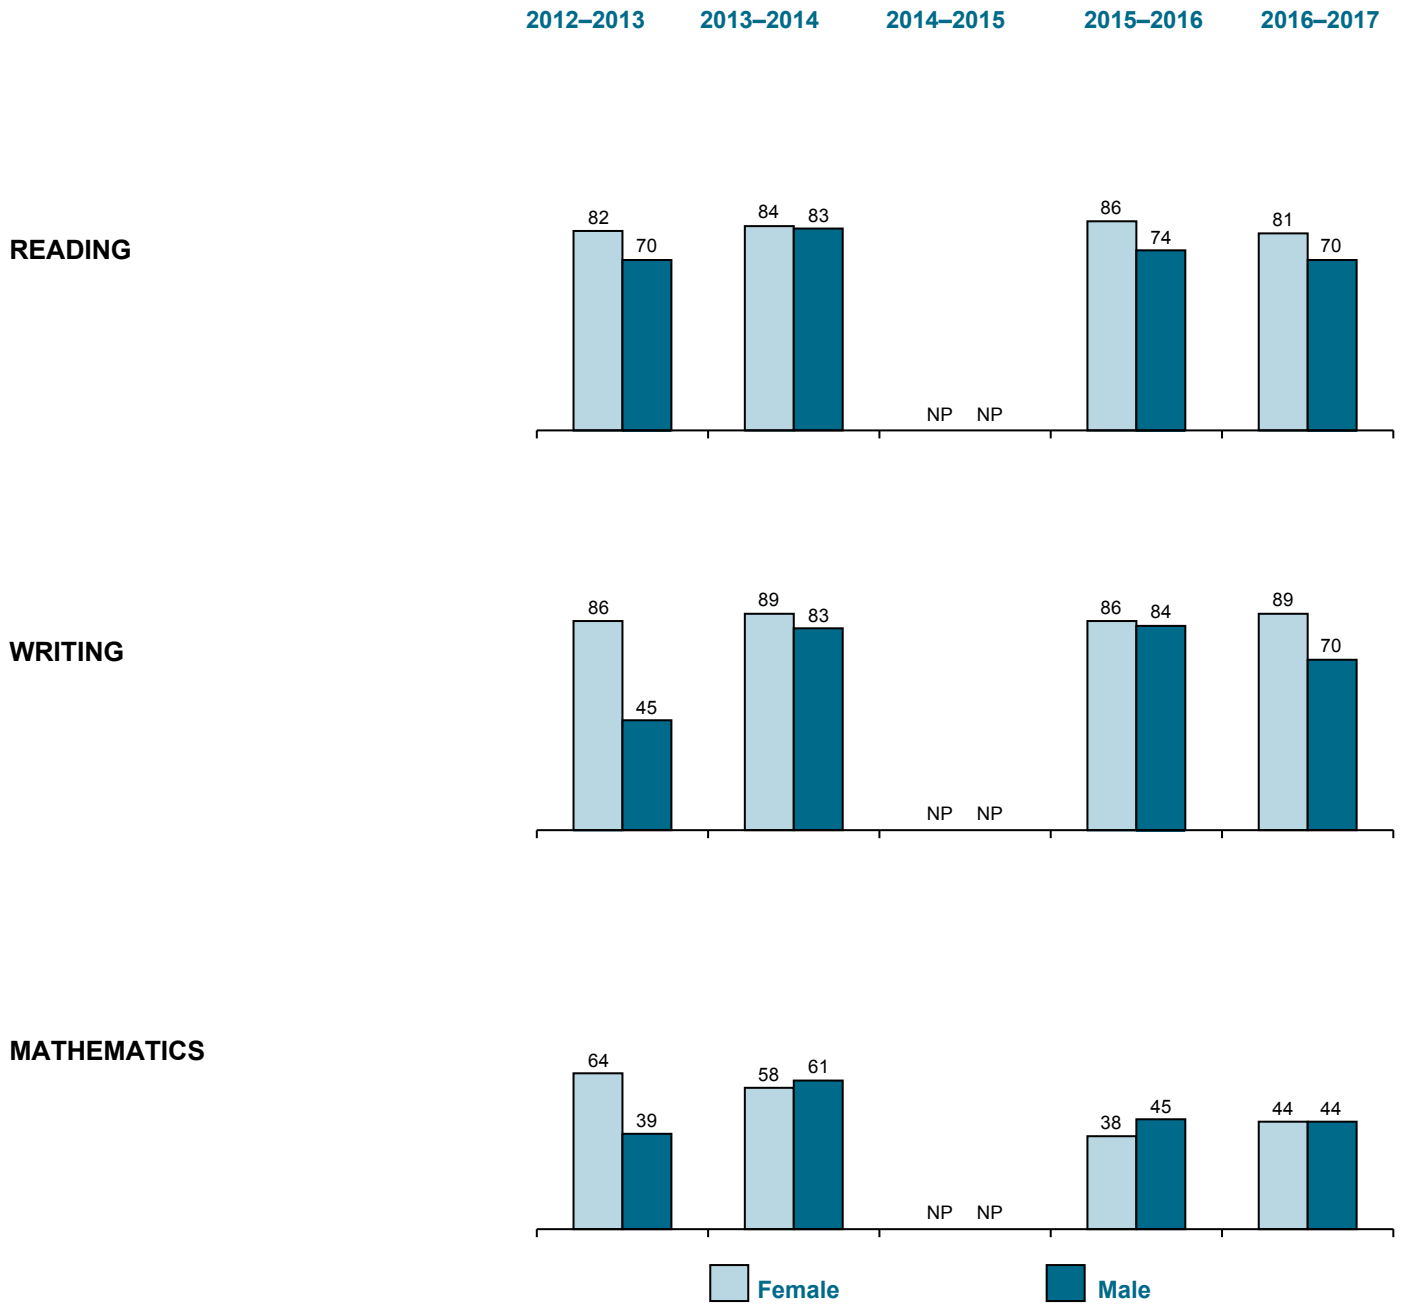 2012–2013 2013–2014 2014–2015 2015–2016 2016–2017
READING
82 70 84 83 NP NP 86 74 81 70
WRITING
86 45 89 83 NP NP 86 84 89 70
MATHEMATICS
64 39 58 61 NP NP 38 45 44 44
Female Male